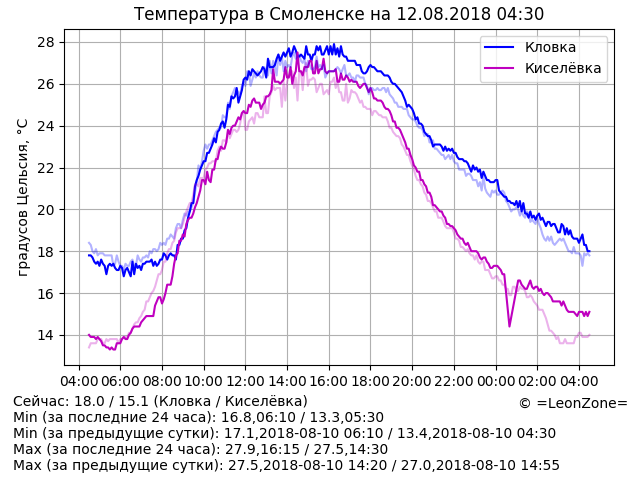 Температура в Смоленске на 12.08.2018 04:30
градусов Цельсия, °C
28
26
24
22
20
18
16
14
Кловка
Киселёвка
04:00 06:00 08:00 10:00 12:00 14:00 16:00 18:00 20:00 22:00 00:00 02:00 04:00
Сейчас: 18.0 / 15.1 (Кловка / Киселёвка)
© =LeonZone=
Min (за последние 24 часа): 16.8,06:10 / 13.3,05:30
Min (за предыдущие сутки): 17.1,2018-08-10 06:10 / 13.4,2018-08-10 04:30
Max (за последние 24 часа): 27.9,16:15 / 27.5,14:30
Max (за предыдущие сутки): 27.5,2018-08-10 14:20 / 27.0,2018-08-10 14:55